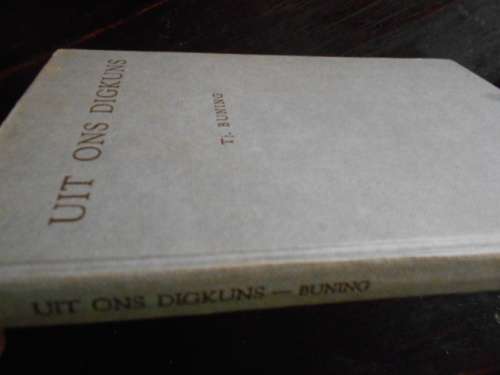 UIT ONS DIGKUNS
Tj. BUNING
UIT ONS DIGKUNS — BUNING